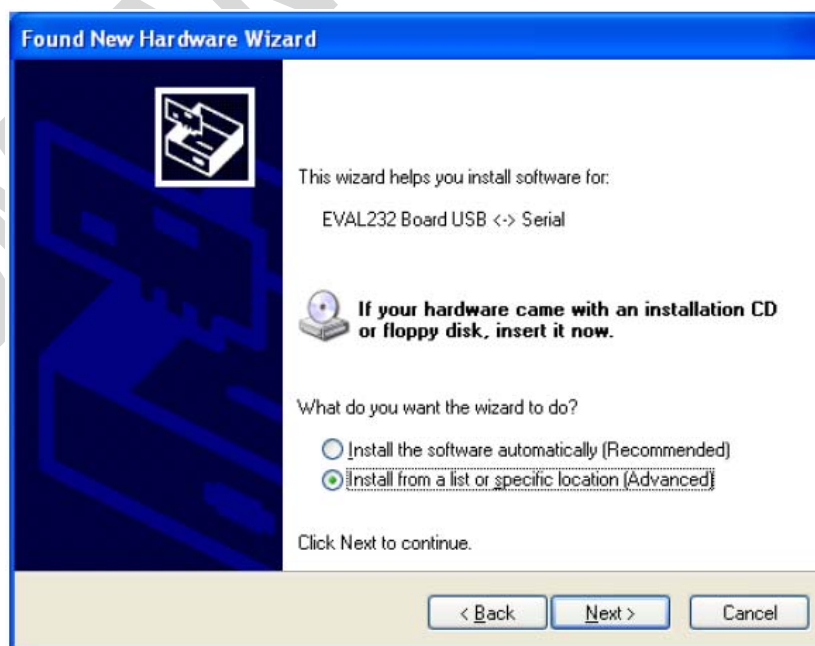 Found New Hardware Wizard
This wizard helps you install software for:
EVAL232 Board USB <-> Serial
If your hardware came with an installation CD
or floppy disk, insert it now.
What do you want the wizard to do?
Install the software automatically (Recommended)
Install from a list or specific location (Advanced)
Click Next to continue.
< Back
Next >
Cancel